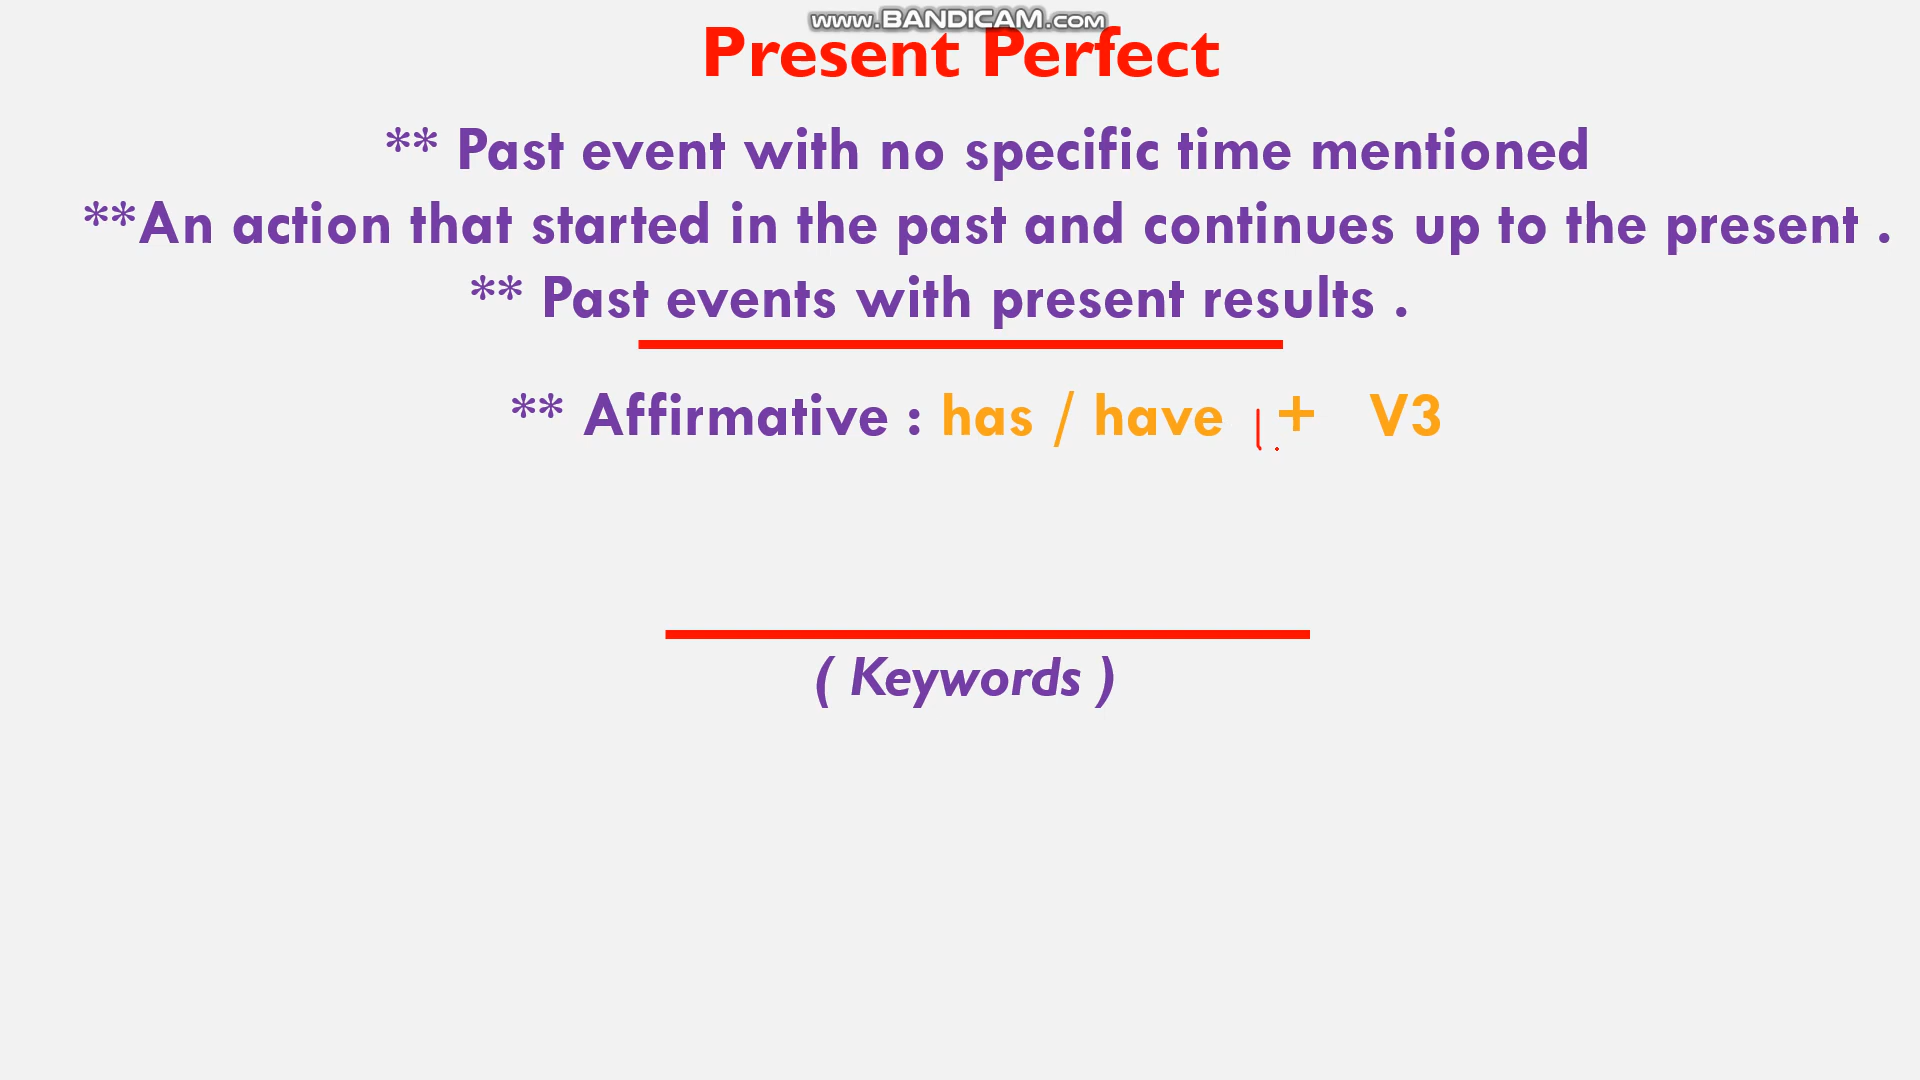 www.BANDICAM.com
Present Perfect
** Past event with no specific time mentioned
**An action that started in the past and continues up to the present .
** Past events with present results .
** Affirmative : has / have + V3
( Keywords )